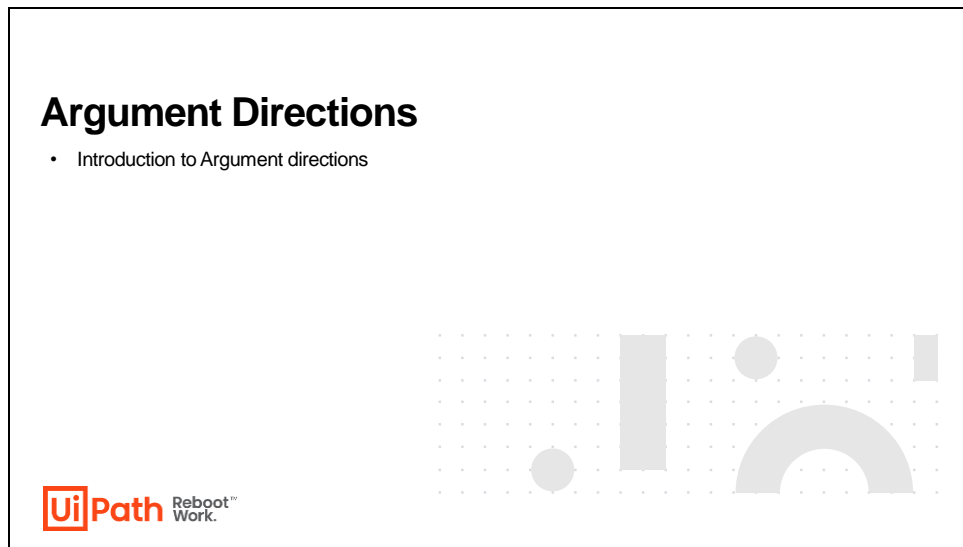 Argument Directions
• Introduction to Argument directions
UiPath Reboot™
Work.